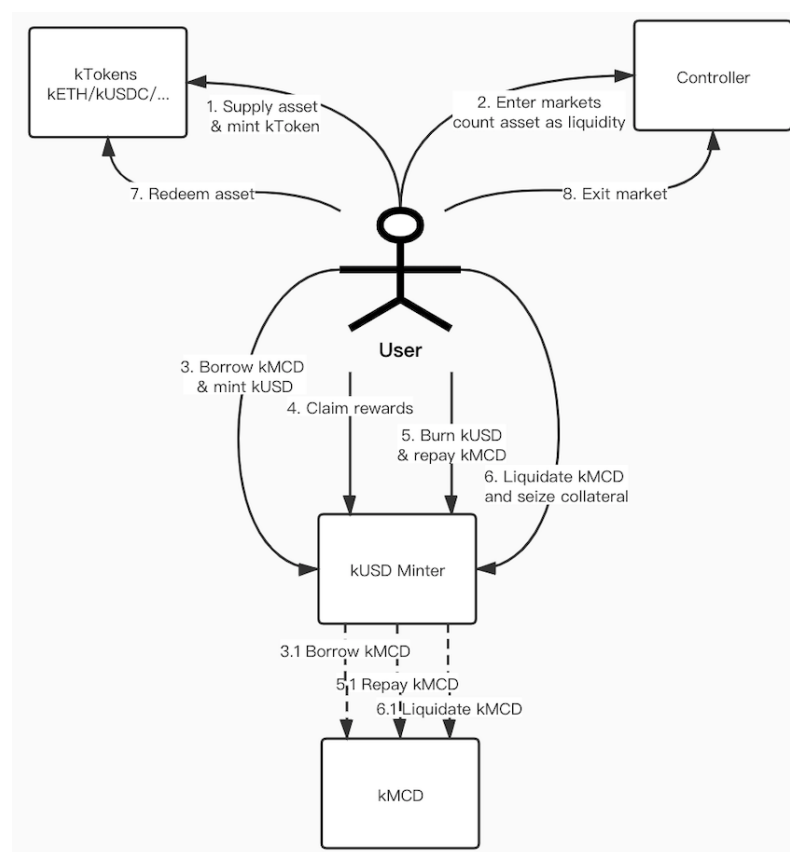 kTokens
kETH/kUSDC/...
Controller
1. Supply asset
& mint kToken
2. Enter markets
count asset as liquidity
7. Redeem asset
8. Exit market
User
3. Borrow kMCD
& mint kUSD
4. Claim rewards
5. Burn kUSD
& repay kMCD
6. Liquidate kMCD
and seize collateral
kUSD Minter
3.1 Borrow kMCD
5.1 Repay kMCD
6.1 Liquidate kMCD
kMCD